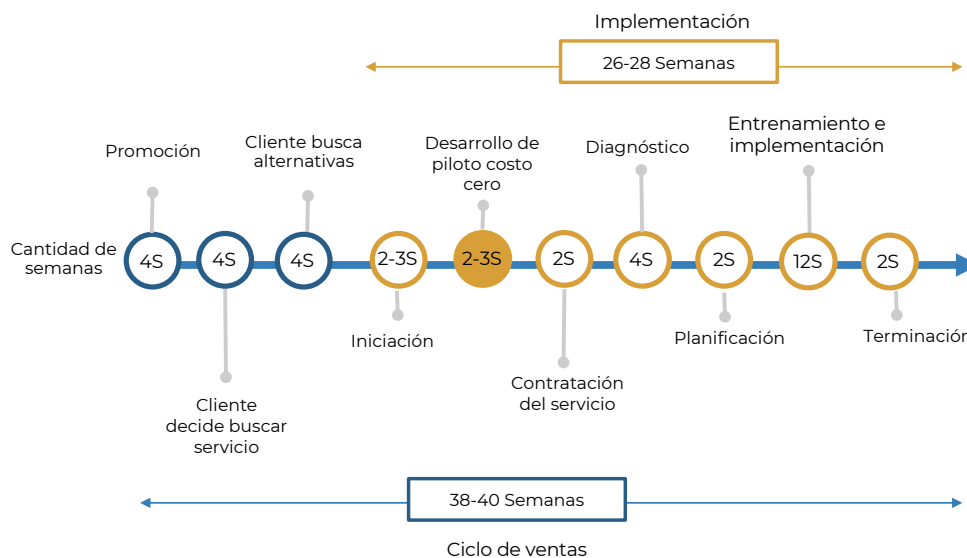 Implementación
26-28 Semanas
Promoción
Cliente busca
alternativas
Desarrollo de
piloto costo
cero
Diagnóstico
Entrenamiento e
implementación
Cantidad de
semanas
4S
4S
4S
2-3S
2-3S
2S
4S
2S
12S
2S
Iniciación
Planificación
Terminación
Cliente
decide buscar
servicio
Contratación
del servicio
38-40 Semanas
Ciclo de ventas